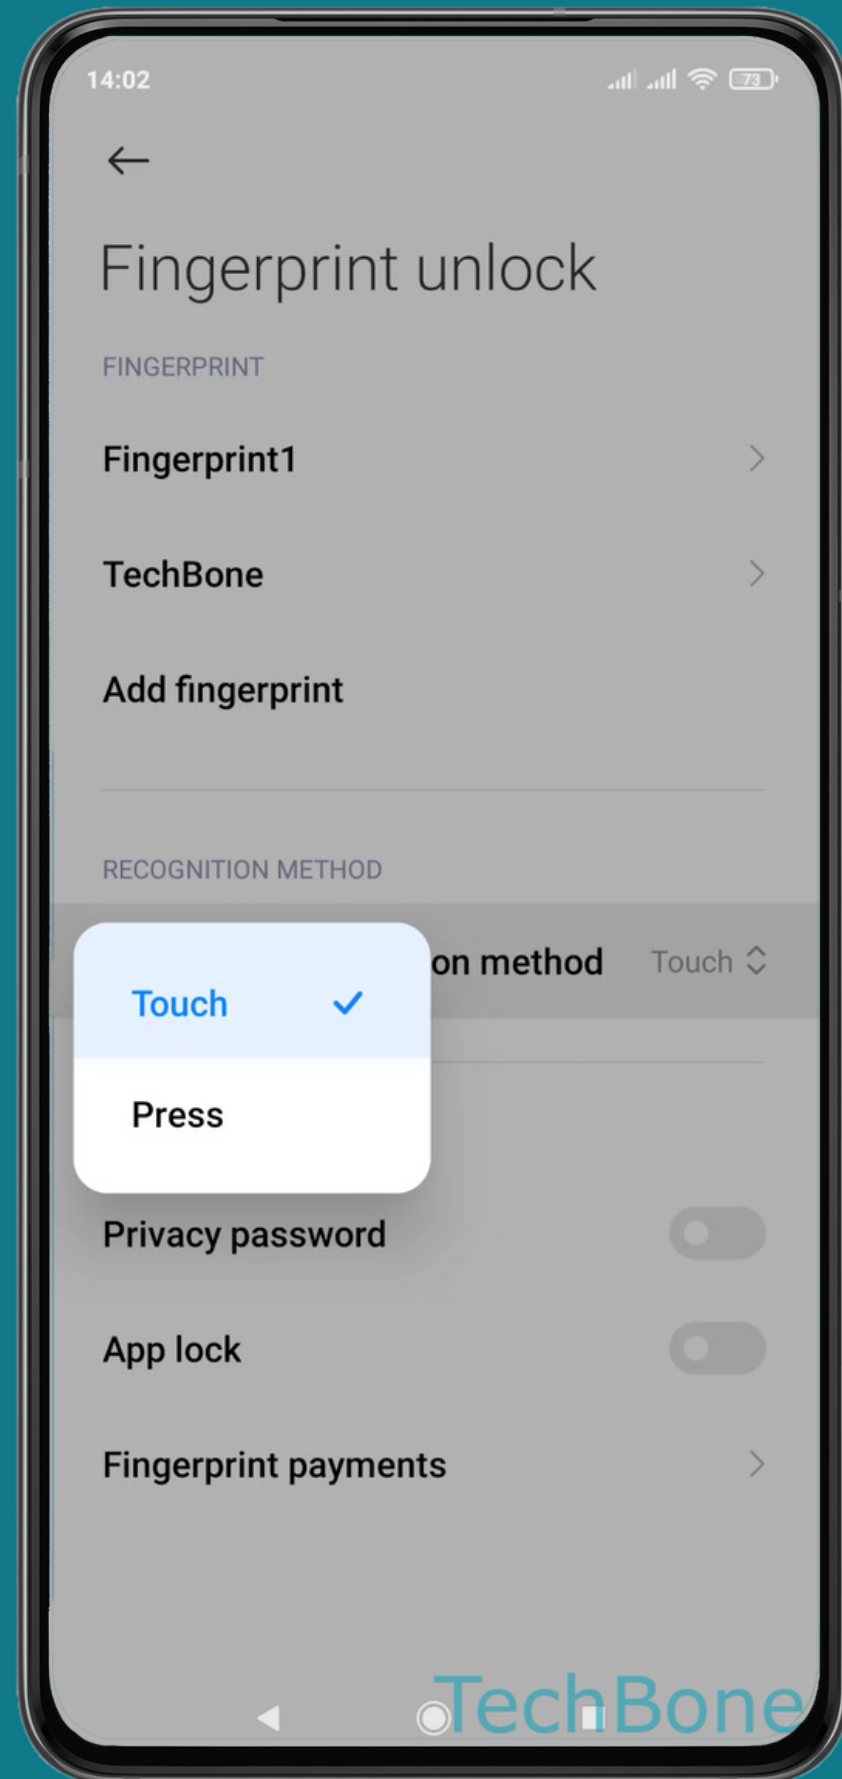 14:02
73
Fingerprint unlock
FINGERPRINT
Fingerprint1
TechBone
Add fingerprint
RECOGNITION METHOD
on method Touch
Touch
Press
Privacy password
App lock
Fingerprint payments
TechBone